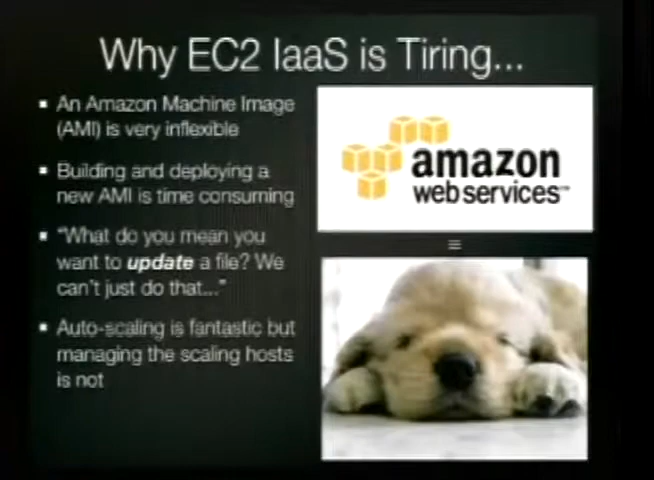 Why EC2 IaaS is Tiring...
An Amazon Machine Image
(AMI) is very inflexible
Building and deploying a
new AMI is time consuming
"What do you mean you
want to update a file? We
can't just do that..."
Auto-scaling is fantastic but
managing the scaling hosts
is not
amazon
web services™
=